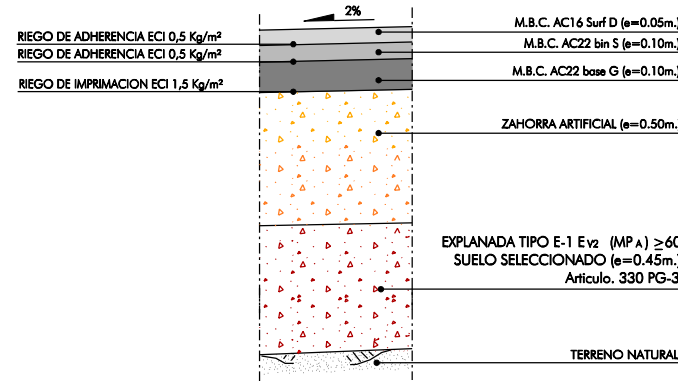 2%
M.B.C. AC16 Surf D (e=0.05m.)
RIEGO DE ADHERENCIA ECI 0,5 Kg/m²
M.B.C. AC22 bin S (e=0.10m.)
RIEGO DE ADHERENCIA ECI 0,5 Kg/m²
M.B.C. AC22 base G (e=0.10m.)
RIEGO DE IMPRIMACION ECI 1,5 Kg/m²
ZAHORRA ARTIFICIAL (e=0.50m.)
EXPLANADA TIPO E-1 EV2 (MPA) ≥60
SUELO SELECCIONADO (e=0.45m.)
Articulo. 330 PG-3
TERRENO NATURAL